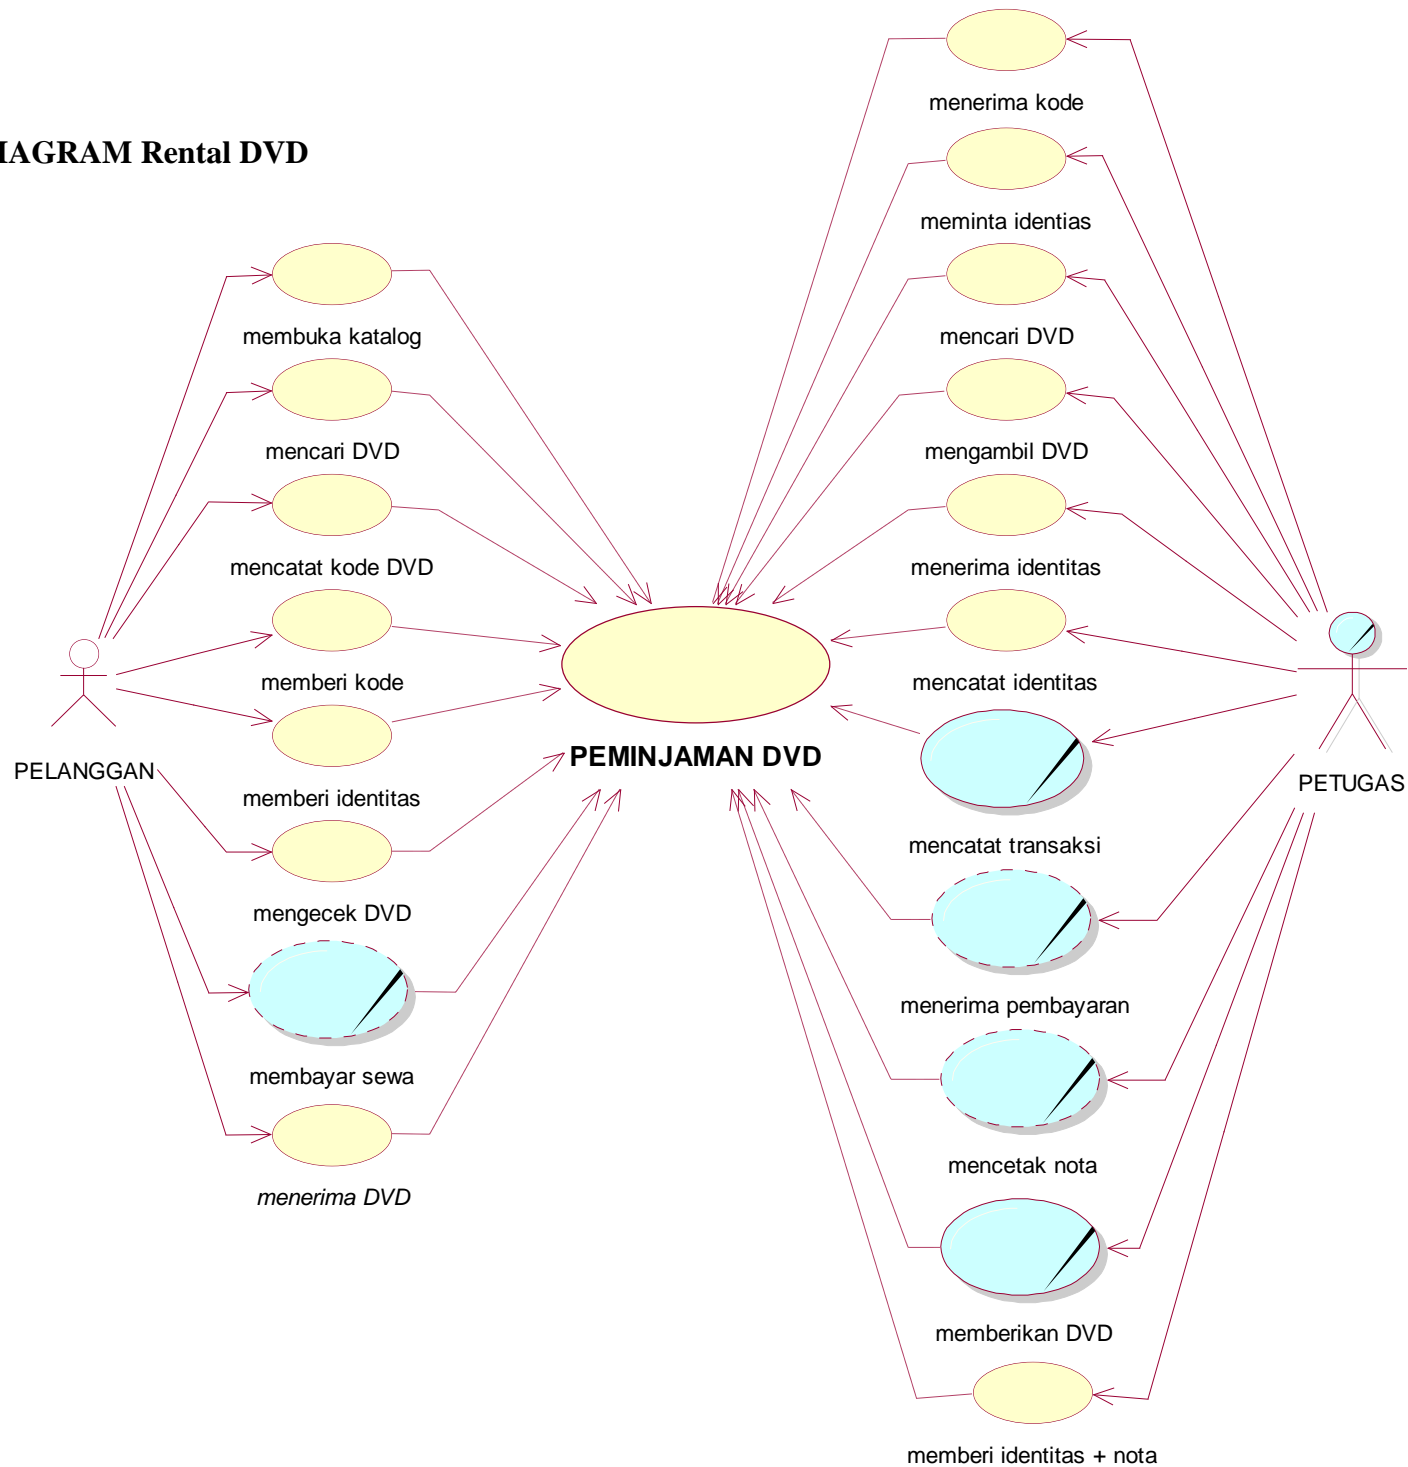 IAGRAM Rental DVD
membuka katalog
mencari DVD
mencatat kode DVD
memberi kode
memberi identitas
mengecek DVD
membayar sewa
menerima DVD
PELANGGAN
PEMINJAMAN DVD
menerima kode
meminta identias
mencari DVD
mengambil DVD
menerima identitas
mencatat identitas
mencatat transaksi
menerima pembayaran
mencetak nota
memberikan DVD
memberi identitas + nota
PETUGAS